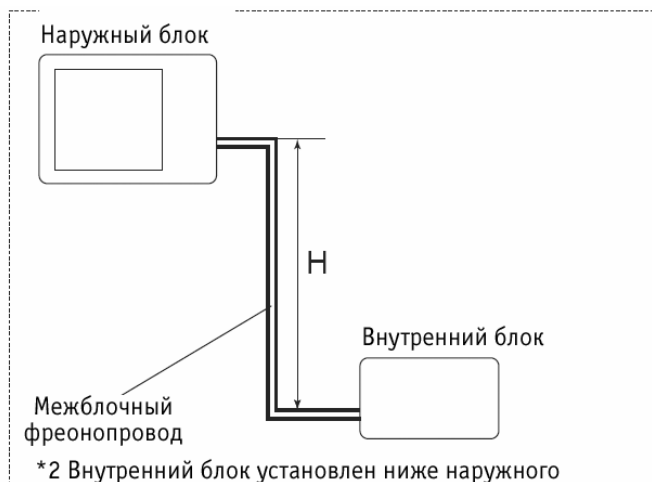 Наружный блок
H
Внутренний блок
Межблочный
фреонопровод
*2 Внутренний блок установлен ниже наружного